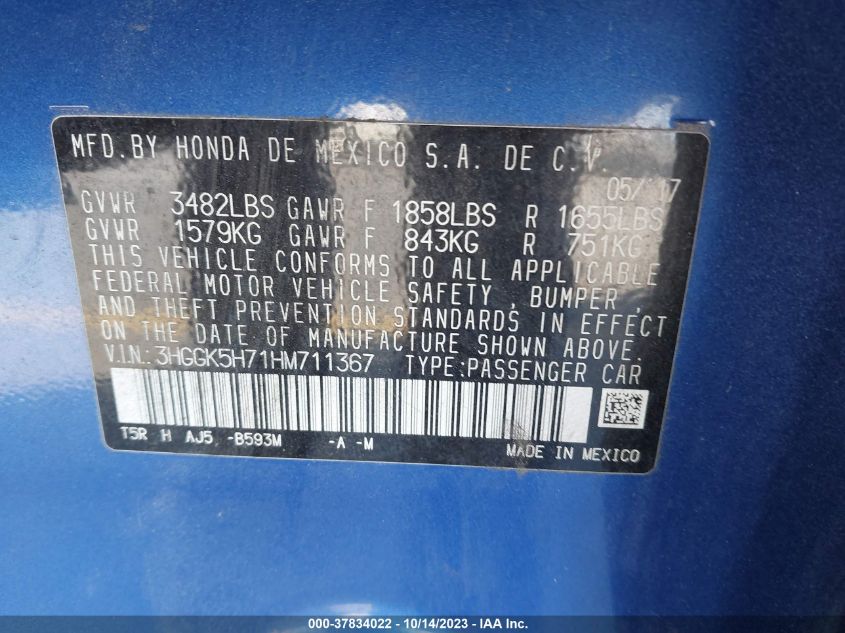 MFD.BY HONDA DE MEXICO S.A. DE C.V.
05/17
GVWR 3482LBS GAWR F 1858LBS R 1655LBS
GVWR 1579KG GAWR F 843KG R 751KG
THIS VEHICLE CONFORMS TO ALL APPLICABLE
FEDERAL MOTOR VEHICLE SAFETY , BUMPER ,
AND THEFT PREVENTION STANDARDS IN EFFECT
ON THE DATE OF MANUFACTURE SHOWN ABOVE.
V.I.N.: 3HGGK5H71HM711367 TYPE:PASSENGER CAR
T5R H AJ5 -B593M -A -M
MADE IN MEXICO
000-37834022 - 10/14/2023 - IAA Inc.